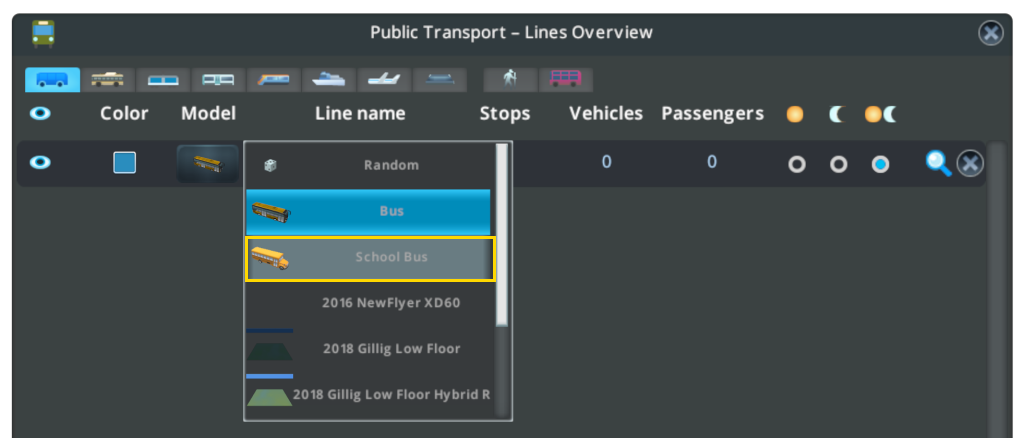 Public Transport – Lines Overview
Color Model Line name Stops Vehicles Passengers
Random 0 0
Bus
School Bus
2016 NewFlyer XD60
2018 Gillig Low Floor
2018 Gillig Low Floor Hybrid R